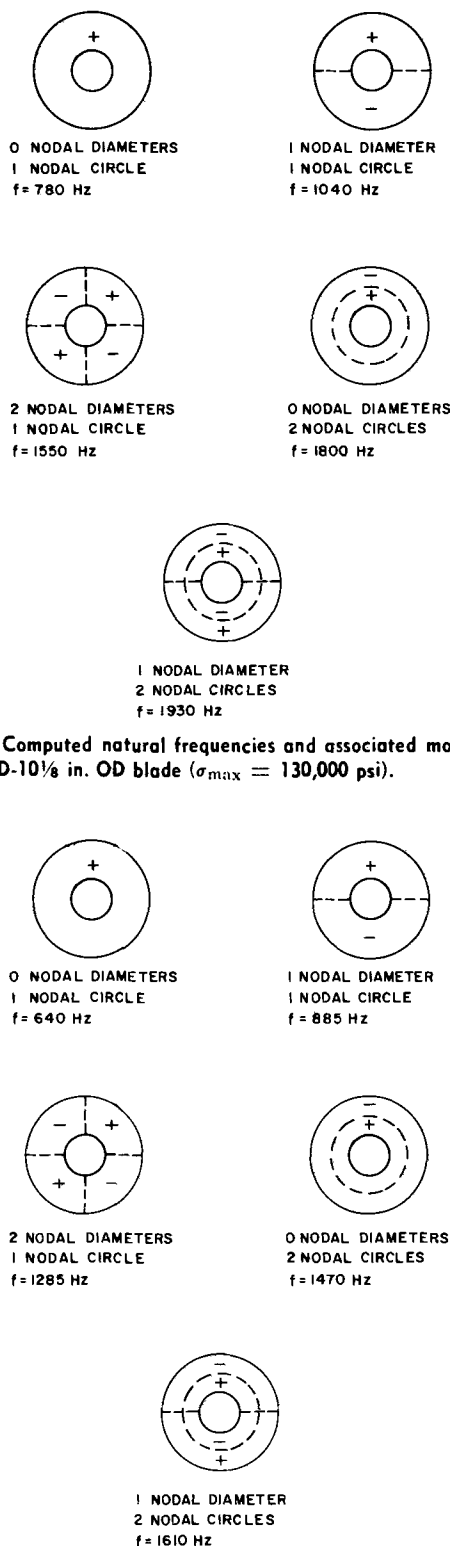 +
+
−
0 NODAL DIAMETERS
1 NODAL CIRCLE
f = 780 Hz
1 NODAL DIAMETER
1 NODAL CIRCLE
f = 1040 Hz
− +
+ −
−
+
2 NODAL DIAMETERS
1 NODAL CIRCLE
f = 1550 Hz
0 NODAL DIAMETERS
2 NODAL CIRCLES
f = 1800 Hz
−
+
−
+
1 NODAL DIAMETER
2 NODAL CIRCLES
f = 1930 Hz
Computed natural frequencies and associated
D-10⅛ in. OD blade (σmax = 130,000 psi).
+
+
−
0 NODAL DIAMETERS
1 NODAL CIRCLE
f = 640 Hz
1 NODAL DIAMETER
1 NODAL CIRCLE
f = 885 Hz
− +
+ −
−
+
2 NODAL DIAMETERS
1 NODAL CIRCLE
f = 1285 Hz
0 NODAL DIAMETERS
2 NODAL CIRCLES
f = 1470 Hz
−
+
−
+
1 NODAL DIAMETER
2 NODAL CIRCLES
f = 1610 Hz